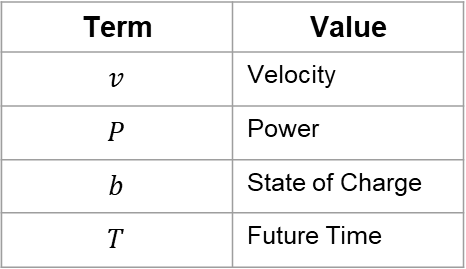 Term Value
v Velocity
P Power
b State of Charge
T Future Time